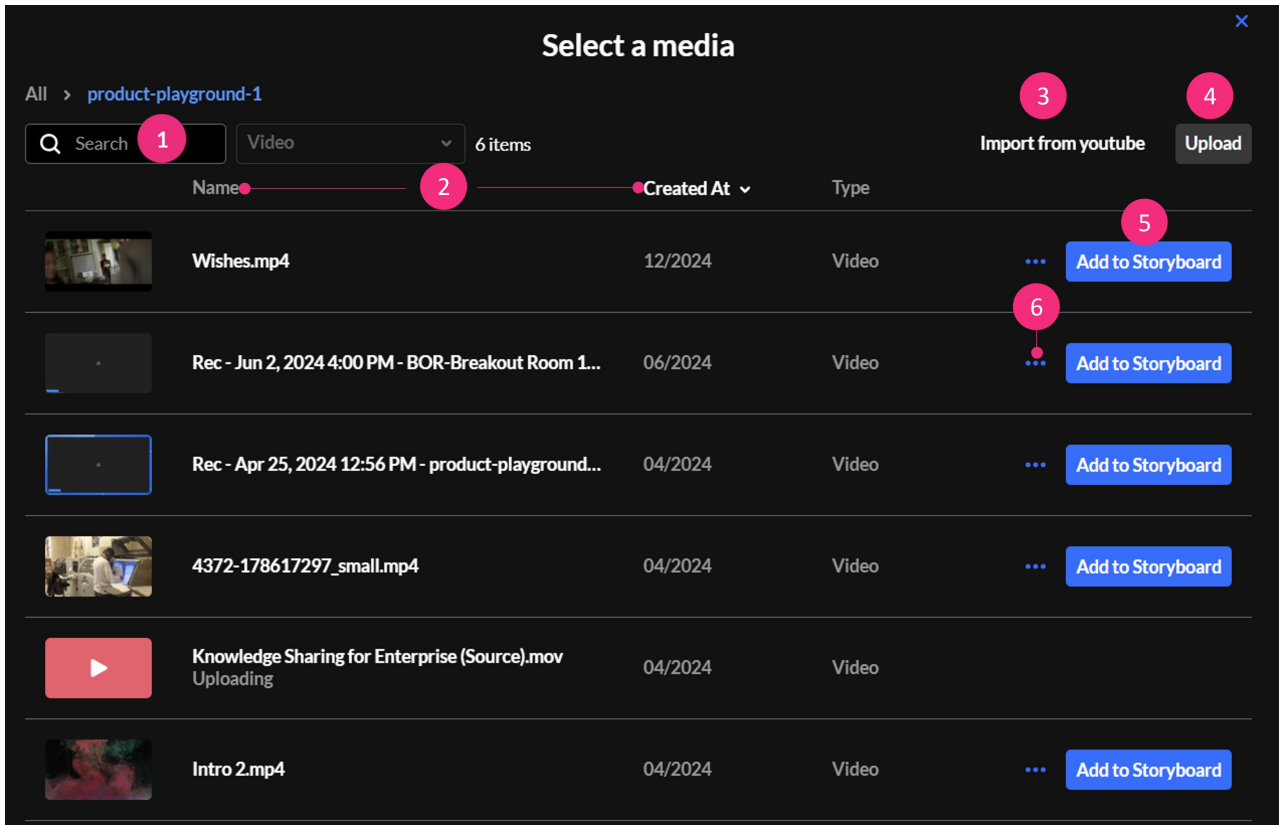 Select a media
All > product-playground-1
3
4
Search
1
Video
6 items
Import from youtube
Upload
Name
2
Created At
Type
5
Wishes.mp4
12/2024
Video
Add to Storyboard
6
Rec - Jun 2, 2024 4:00 PM - BOR-Breakout Room 1...
06/2024
Video
Add to Storyboard
Rec - Apr 25, 2024 12:56 PM - product-playground...
04/2024
Video
Add to Storyboard
4372-178617297_small.mp4
04/2024
Video
Add to Storyboard
Knowledge Sharing for Enterprise (Source).mov
Uploading
04/2024
Video
Intro 2.mp4
04/2024
Video
Add to Storyboard